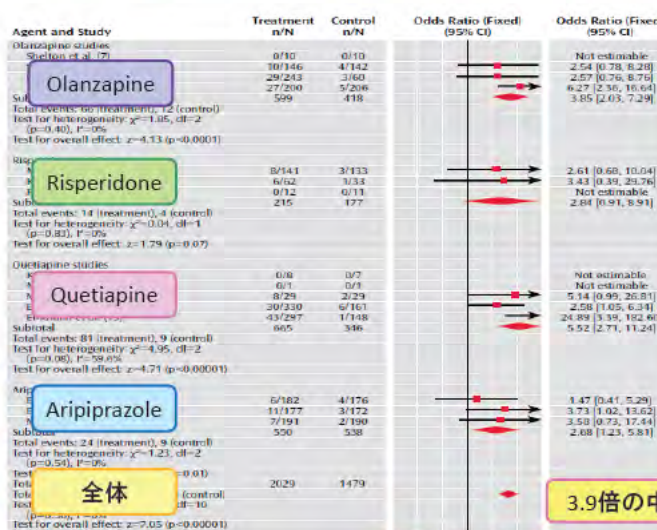 Treatment Control Odds Ratio (Fixed) Odds Ratio (Fixed
Agent and Study n/N n/N (95% CI) (95% CI)
Olanzapine studies
Shelton et al. (7) 0/10 0/10 Not estimable
10/146 4/142 2.54 [0.78, 8.28]
Olanzapine 29/243 3/60 2.57 [0.76, 8.76]
27/200 5/206 6.27 [2.36, 16.64]
599 418 3.85 [2.03, 7.29]
Total events: 66 (treatment), 12 (control)
Test for heterogeneity: χ²=1.85, df=2
(p=0.40), I²=0%
Test for overall effect: z=4.13 (p<0.0001)
Risp
8/141 3/133 2.61 [0.68, 10.04]
Risperidone 6/62 1/33 3.43 [0.39, 29.76]
0/12 0/11 Not estimable
215 177 2.84 [0.91, 8.91]
Total events: 14 (treatment), 4 (control)
Test for heterogeneity: χ²=0.04, df=1
(p=0.83), I²=0%
Test for overall effect: z=1.79 (p=0.07)
Quetiapine studies
0/8 0/7 Not estimable
0/1 0/1 Not estimable
Quetiapine 8/29 2/29 5.14 [0.99, 26.81]
30/330 6/161 2.58 [1.05, 6.34]
43/297 1/148 24.89 [3.39, 182.60
Subtotal 665 346 5.52 [2.71, 11.24]
Total events: 81 (treatment), 9 (control)
Test for heterogeneity: χ²=4.95, df=2
(p=0.08), I²=59.6%
Test for overall effect: z=4.71 (p<0.00001)
Arip
6/182 4/176 1.47 [0.41, 5.29]
Aripiprazole 11/177 3/172 3.73 [1.02, 13.62]
7/191 2/190 3.58 [0.73, 17.44]
550 538 2.68 [1.23, 5.81]
Total events: 24 (treatment), 9 (control)
Test for heterogeneity: χ²=1.23, df=2
(p=0.54), I²=0%
=0.01)
2029 1479
全体 (control)
df=10 3.9倍の中
Test for overall effect: z=7.05 (p<0.00001)